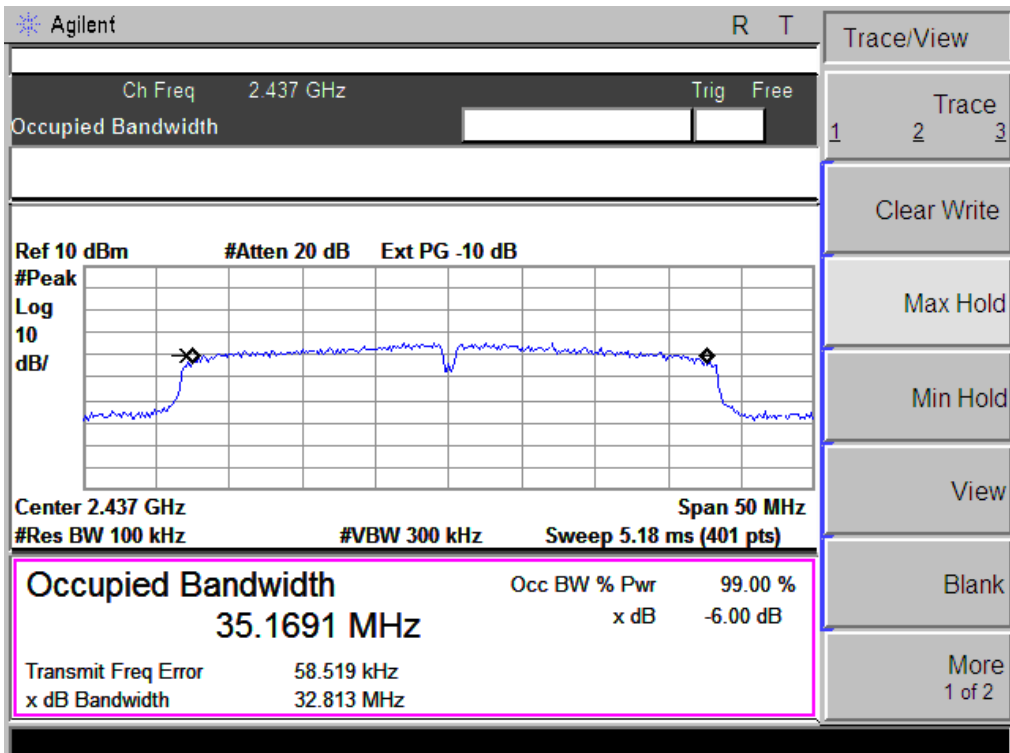 Agilent R T
Trace/View
Ch Freq 2.437 GHz Trig Free
Occupied Bandwidth
Trace
1 2 3
Clear Write
Ref 10 dBm #Atten 20 dB Ext PG -10 dB
#Peak
Log
10
dB/
Max Hold
Min Hold
View
Center 2.437 GHz Span 50 MHz
#Res BW 100 kHz #VBW 300 kHz Sweep 5.18 ms (401 pts)
Occupied Bandwidth Occ BW % Pwr 99.00 %
35.1691 MHz x dB -6.00 dB
Blank
Transmit Freq Error 58.519 kHz
x dB Bandwidth 32.813 MHz
More
1 of 2